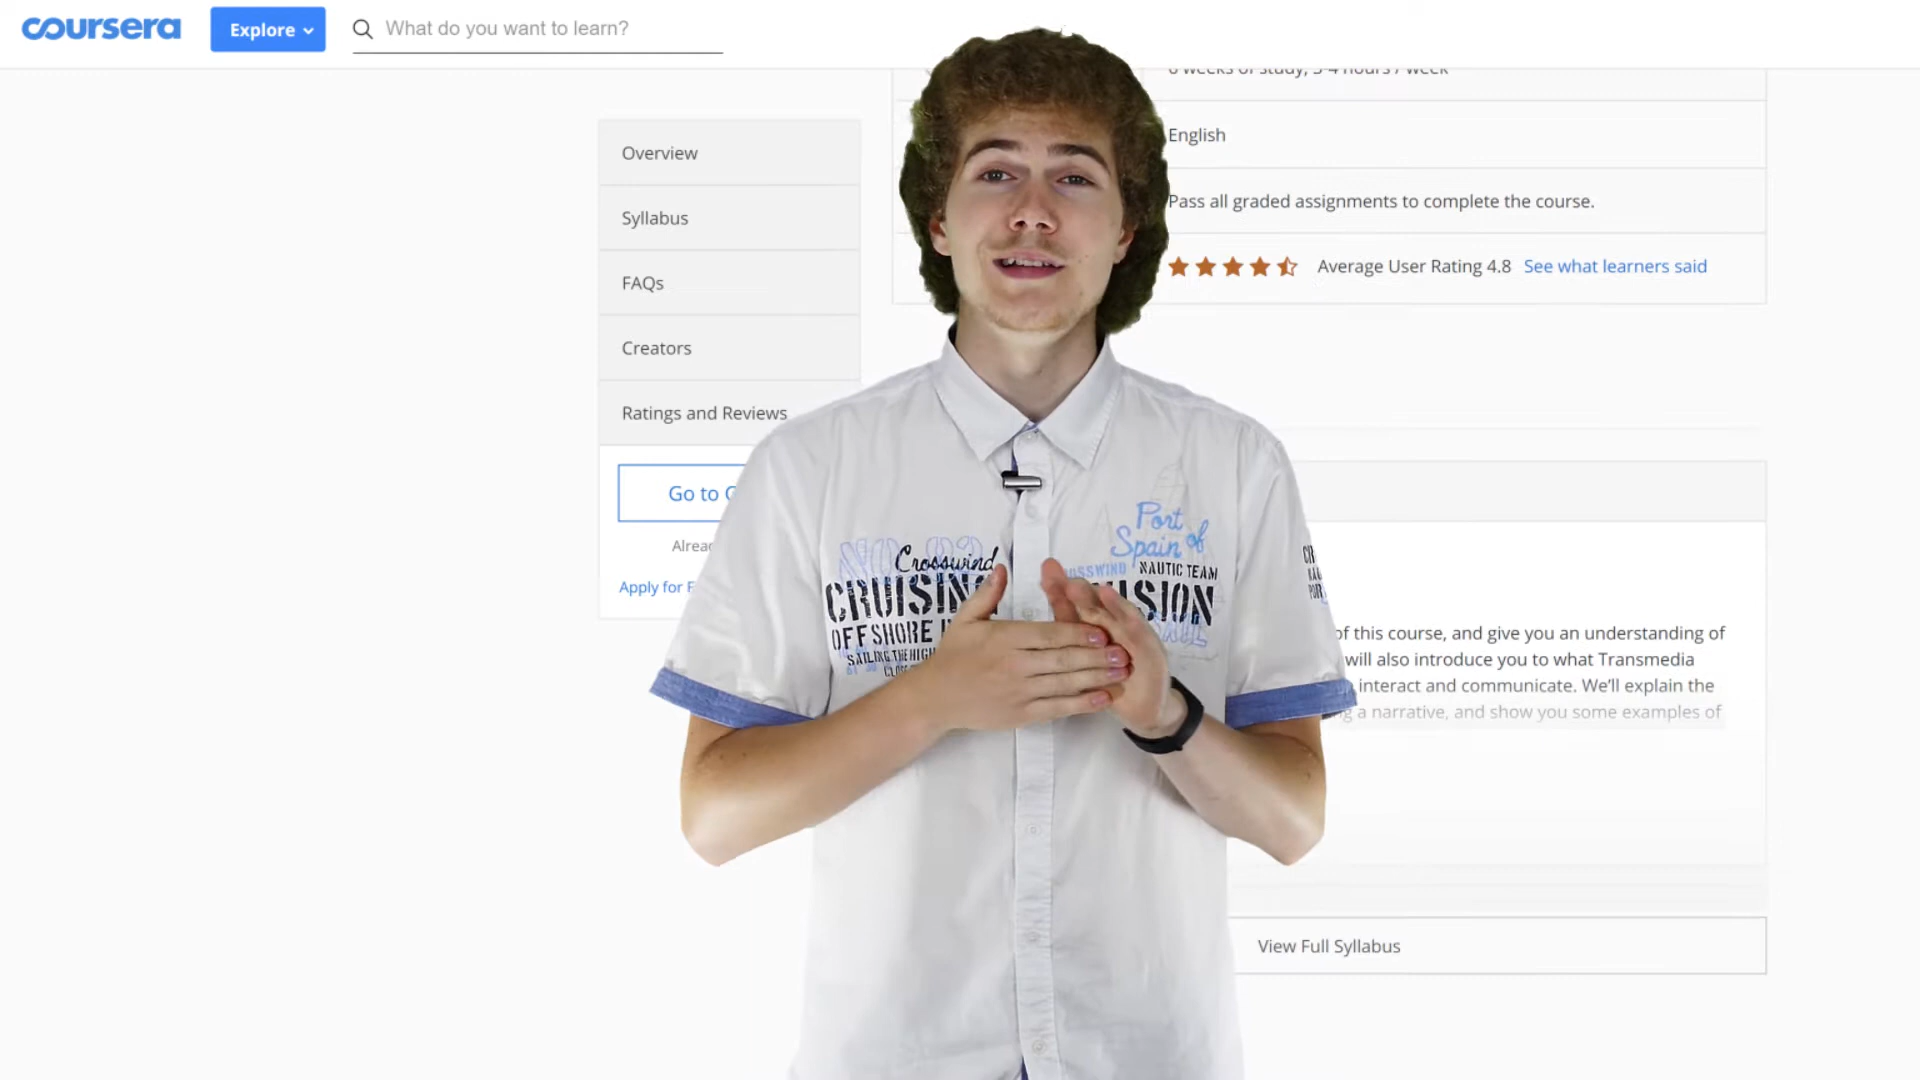 coursera
Explore
What do you want to learn?
English
Pass all graded assignments to complete the course.
Average User Rating 4.8 See what learners said
Overview
Syllabus
FAQs
Creators
Ratings and Reviews
Go to
Apply for
of this course, and give you an understanding of
will also introduce you to what Transmedia
interact and communicate. We'll explain the
a narrative, and show you some examples of
View Full Syllabus
Crosswind
CRUISING
OFFSHORE
SAILING THE HIGH
Port of
Spain
NAUTIC TEAM